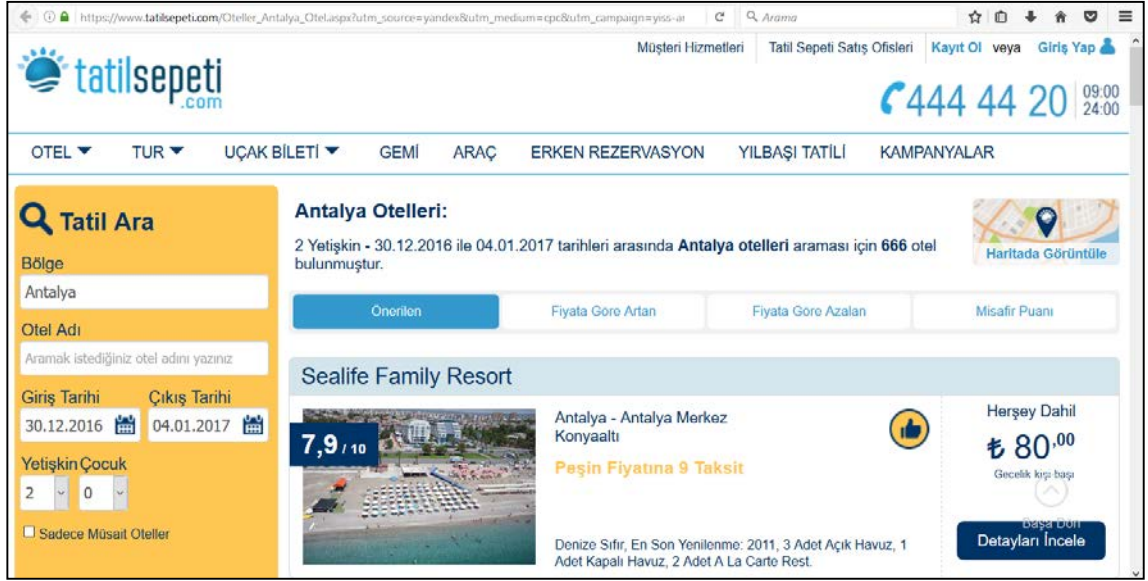 https://www.tatilsepeti.com/Oteller_Antalya_Otel.aspx?utm_source=yandex&utm_medium=cpc&utm_campaign=yiss-ar
Arama
Müşteri Hizmetleri
Tatil Sepeti Satış Ofisleri
Kayıt Ol veya Giriş Yap
tatilsepeti
.com
444 44 20
09:00
24:00
OTEL TUR UÇAK BİLETİ GEMİ ARAÇ ERKEN REZERVASYON YILBAŞI TATİLİ KAMPANYALAR
Tatil Ara
Bölge
Antalya
Otel Adı
Aramak istediğiniz otel adını yazınız
Giriş Tarihi Çıkış Tarihi
30.12.2016 04.01.2017
Yetişkin Çocuk
2 0
Sadece Müsait Oteller
Antalya Otelleri:
2 Yetişkin - 30.12.2016 ile 04.01.2017 tarihleri arasında Antalya otelleri araması için 666 otel
bulunmuştur.
Haritada Görüntüle
Önerilen Fiyata Göre Artan Fiyata Göre Azalan Misafir Puanı
Sealife Family Resort
7,9 / 10
Antalya - Antalya Merkez
Konyaaltı
Peşin Fiyatına 9 Taksit
Denize Sıfır, En Son Yenilenme: 2011, 3 Adet Açık Havuz, 1
Adet Kapalı Havuz, 2 Adet A La Carte Rest.
Herşey Dahil
₺ 80,00
Gecelik kişi başı
Başa Dön
Detayları İncele